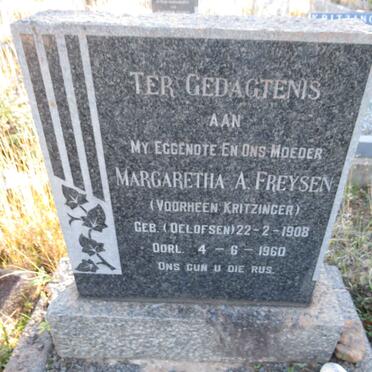 KRITZING
TER GEDAGTENIS
AAN
MY EGGENOTE EN ONS MOEDER
MARGARETHA A. FREYSEN
(VOORHEEN KRITZINGER)
GEB. (OELOFSEN) 22-2-1908
OORL. 4-6-1960
ONS GUN U DIE RUS.